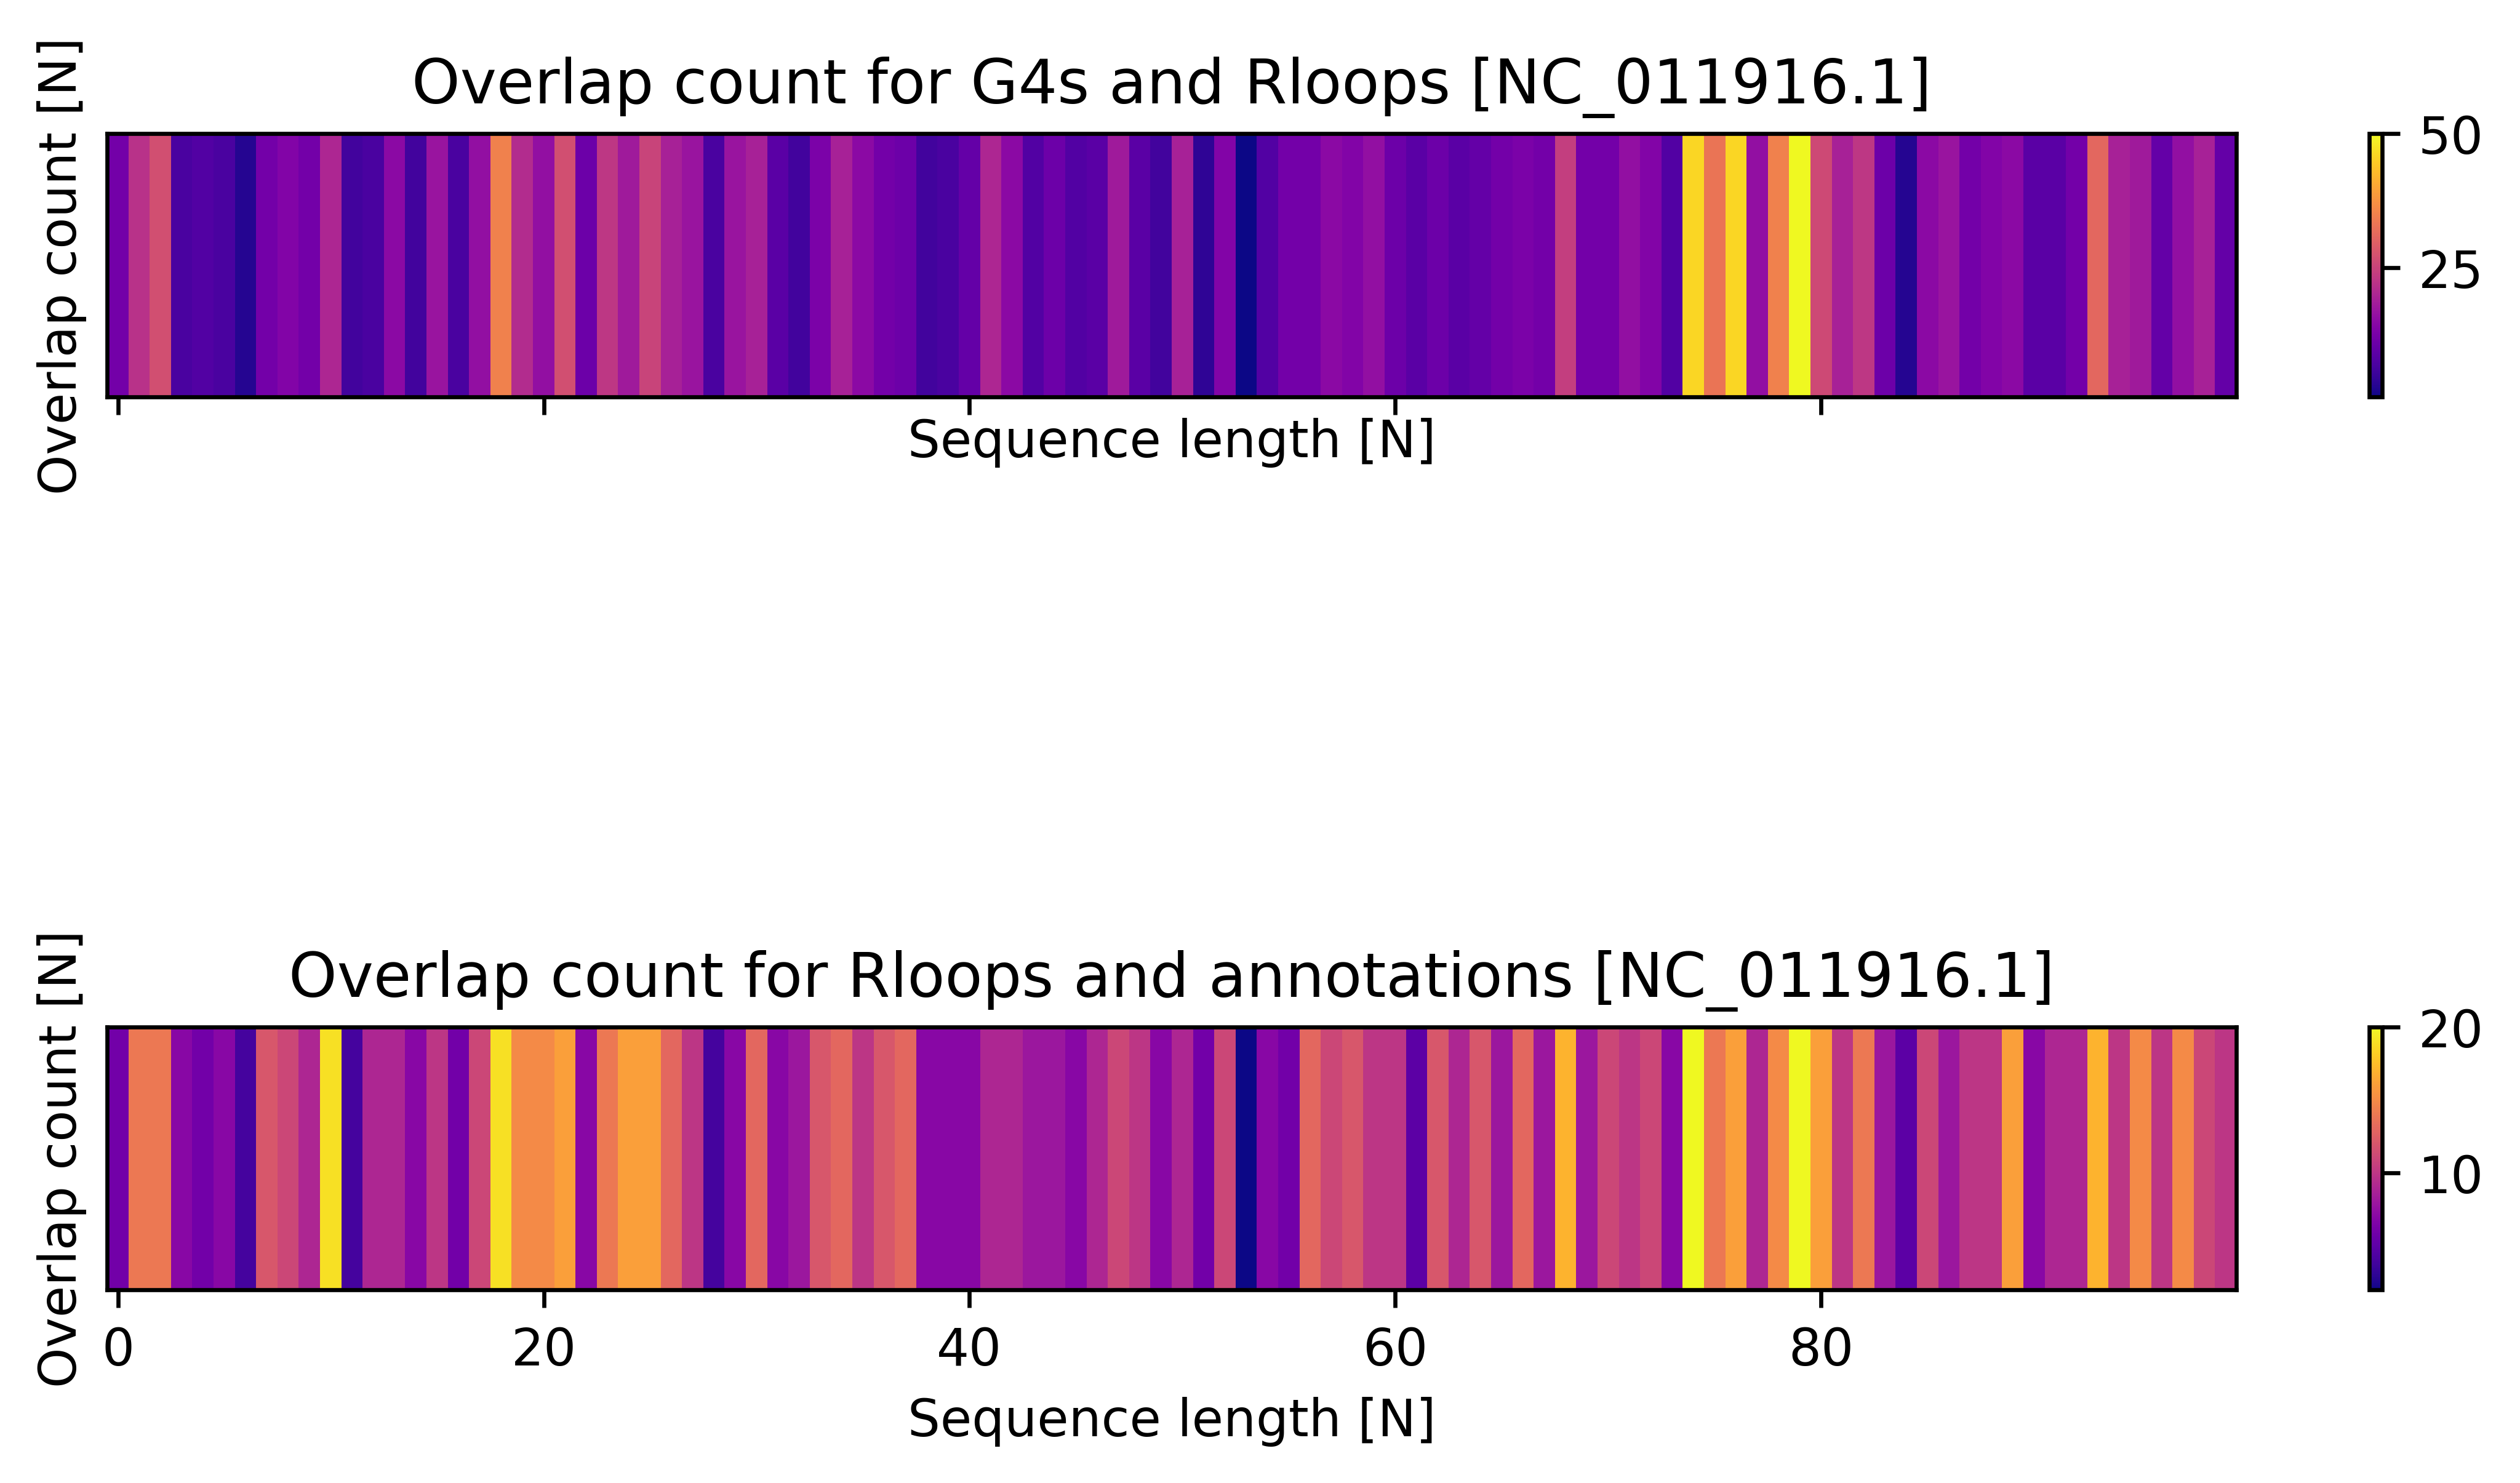 Overlap count for G4s and Rloops [NC_011916.1]
Overlap count [N]
50
25
Sequence length [N]
Overlap count for Rloops and annotations [NC_011916.1]
Overlap count [N]
20
10
0 20 40 60 80
Sequence length [N]